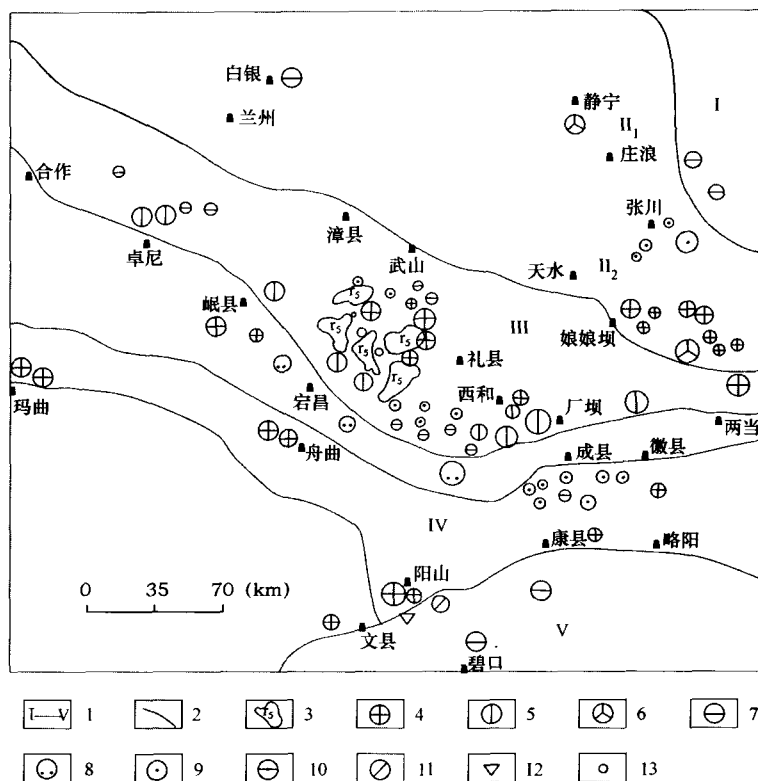 白银
兰州
静宁
I
II₁
庄浪
合作
张川
漳县
卓尼
武山
天水
II₂
岷县
r₅
娘娘坝
III
r₅
r₅
r₅
礼县
西和
厂坝
玛曲
宕昌
r₅
两当
舟曲
成县
徽县
IV
康县
略阳
阳山
0 35 70 (km)
文县
V
碧口
I V 1
2
r₅ 3
4
5
6
7
8
9
10
11
12
13